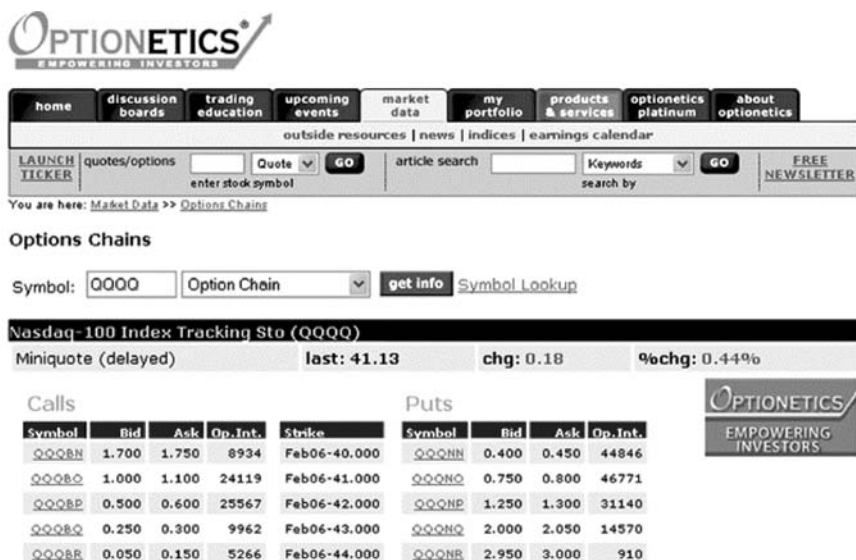 OPTIONETICS®
EMPOWERING INVESTORS
home discussion boards trading education upcoming events market data my portfolio products & services optionetics platinum about optionetics
outside resources | news | indices | earnings calendar
LAUNCH TICKER quotes/options Quote GO article search Keywords GO FREE NEWSLETTER
enter stock symbol search by
You are here: Market Data >> Options Chains
Options Chains
Symbol: QQQQ Option Chain get info Symbol Lookup
Nasdaq-100 Index Tracking Sto (QQQQ)
Miniquote (delayed) last: 41.13 chg: 0.18 %chg: 0.44%
Calls Puts
OPTIONETICS
EMPOWERING
INVESTORS
Symbol Bid Ask Op.Int. Strike Symbol Bid Ask Op.Int.
QQQBN 1.700 1.750 8934 Feb06-40.000 QQQNN 0.400 0.450 44846
QQQBO 1.000 1.100 24119 Feb06-41.000 QQQNO 0.750 0.800 46771
QQQBP 0.500 0.600 25567 Feb06-42.000 QQQNP 1.250 1.300 31140
QQQBQ 0.250 0.300 9962 Feb06-43.000 QQQNQ 2.000 2.050 14570
QQQBR 0.050 0.150 5266 Feb06-44.000 QQQNR 2.950 3.000 910